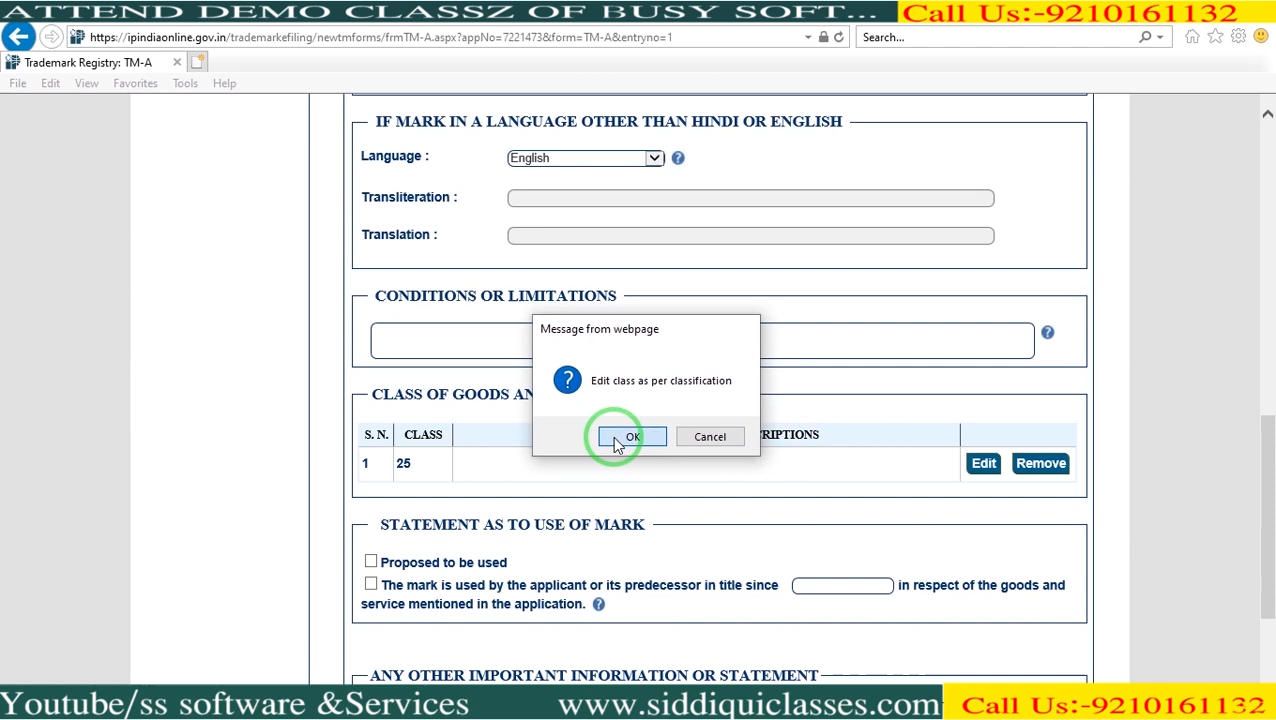 ATTEND DEMO CLASSZ OF BUSY SOFT...
Call Us:-9210161132
https://ipindiaonline.gov.in/trademarkfiling/newtmforms/frmTM-A.aspx?appNo=7221473&form=TM-A&entryno=1
Search...
Trademark Registry: TM-A
File Edit View Favorites Tools Help
IF MARK IN A LANGUAGE OTHER THAN HINDI OR ENGLISH
Language : English
Transliteration :
Translation :
CONDITIONS OR LIMITATIONS
Message from webpage
Edit class as per classification
OK Cancel
CLASS OF GOODS AN
S. N. CLASS RIPTIONS
1 25 Edit Remove
STATEMENT AS TO USE OF MARK
Proposed to be used
The mark is used by the applicant or its predecessor in title since in respect of the goods and
service mentioned in the application.
ANY OTHER IMPORTANT INFORMATION OR STATEMENT
Youtube/ss software &Services www.siddiquiclasses.com Call Us:-9210161132